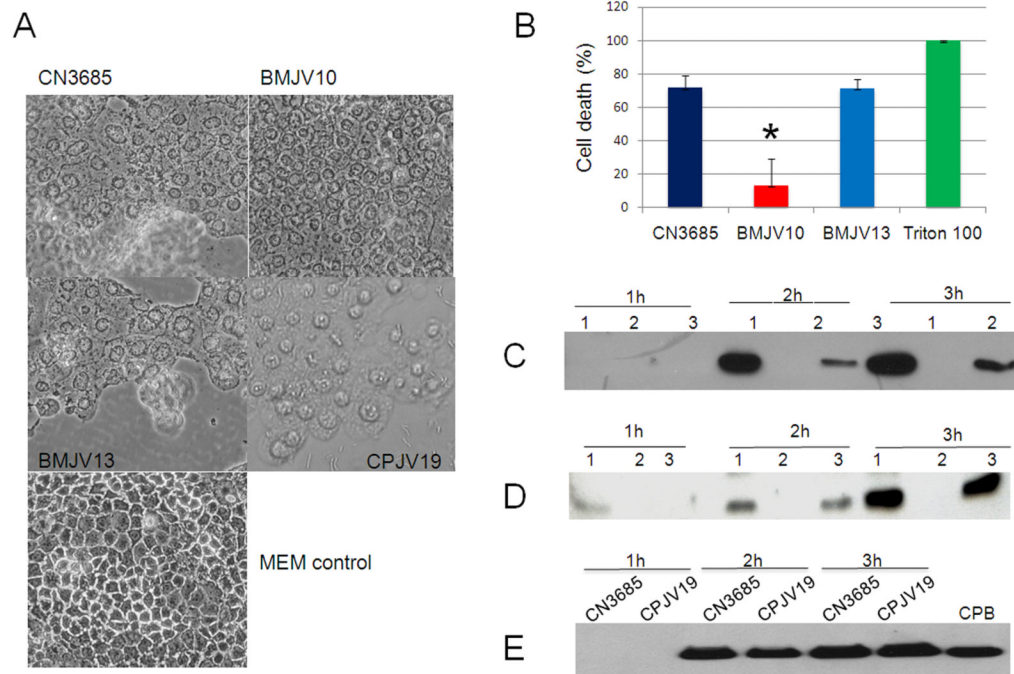 A
CN3685
BMJV10
BMJV13
CPJV19
MEM control
B
Cell death (%)
120
100
80
60
40
20
0
*
CN3685 BMJV10 BMJV13 Triton 100
1h 2h 3h
1 2 3 1 2 3 1 2
C
1h 2h 3h
1 2 3 1 2 3 1 2 3
D
1h 2h 3h
CN3685 CPJV19 CN3685 CPJV19 CN3685 CPJV19 CPB
E